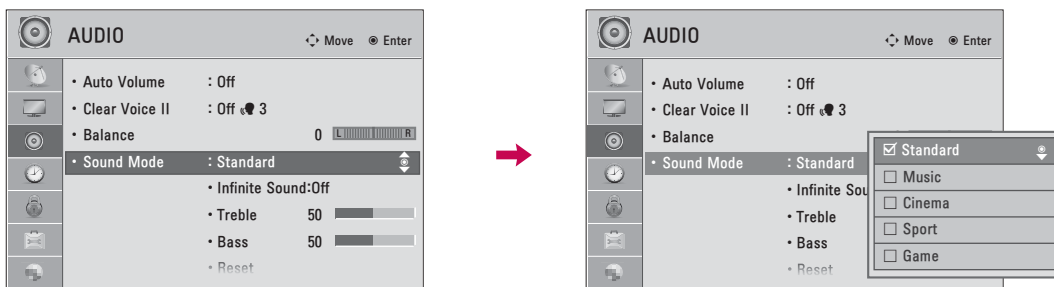 AUDIO
Move Enter
• Auto Volume : Off
• Clear Voice II : Off 3
• Balance 0 L R
• Sound Mode : Standard
• Infinite Sound:Off
• Treble 50
• Bass 50
• Reset
AUDIO
Move Enter
• Auto Volume : Off
• Clear Voice II : Off 3
• Balance
• Sound Mode : Standard
• Infinite Sou
• Treble
• Bass
• Reset
☑ Standard
☐ Music
☐ Cinema
☐ Sport
☐ Game